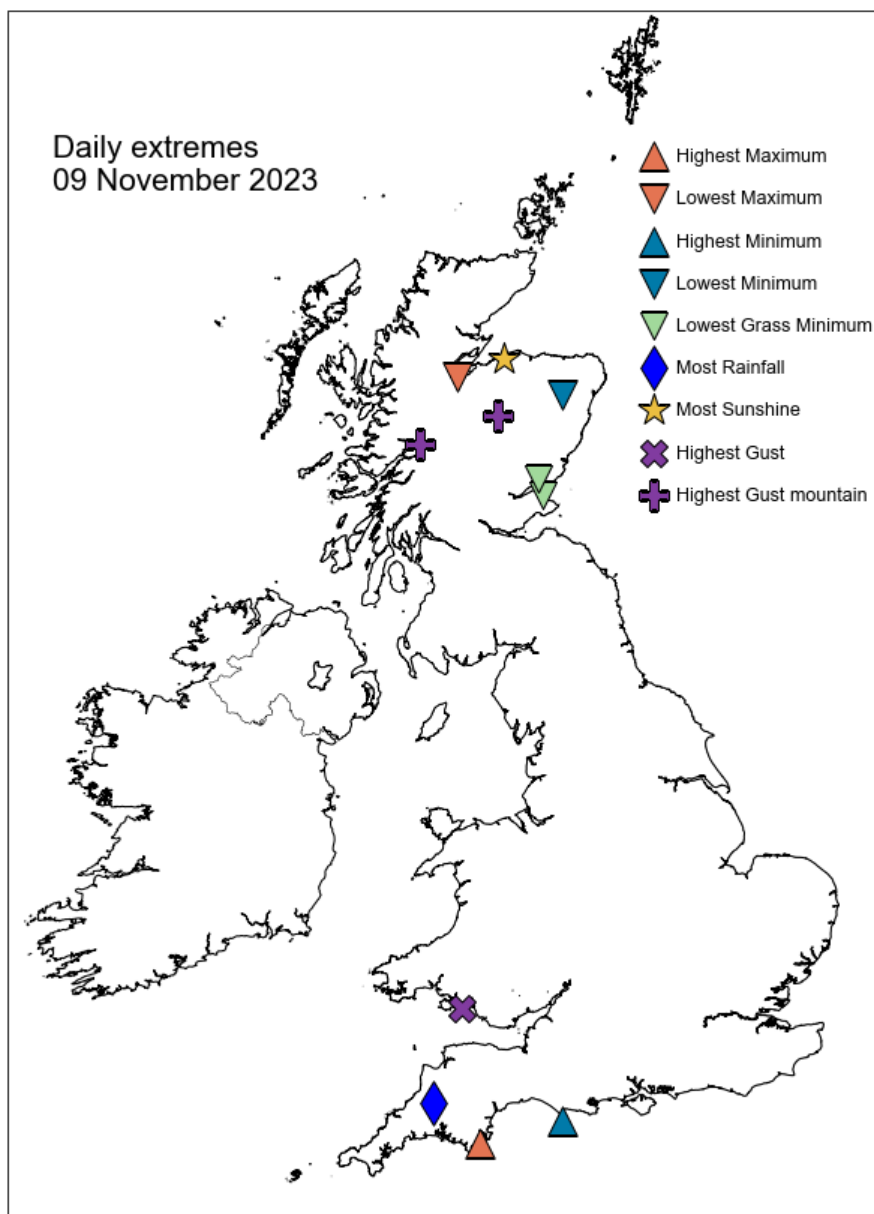 Daily extremes
09 November 2023
Highest Maximum
Lowest Maximum
Highest Minimum
Lowest Minimum
Lowest Grass Minimum
Most Rainfall
Most Sunshine
Highest Gust
Highest Gust mountain